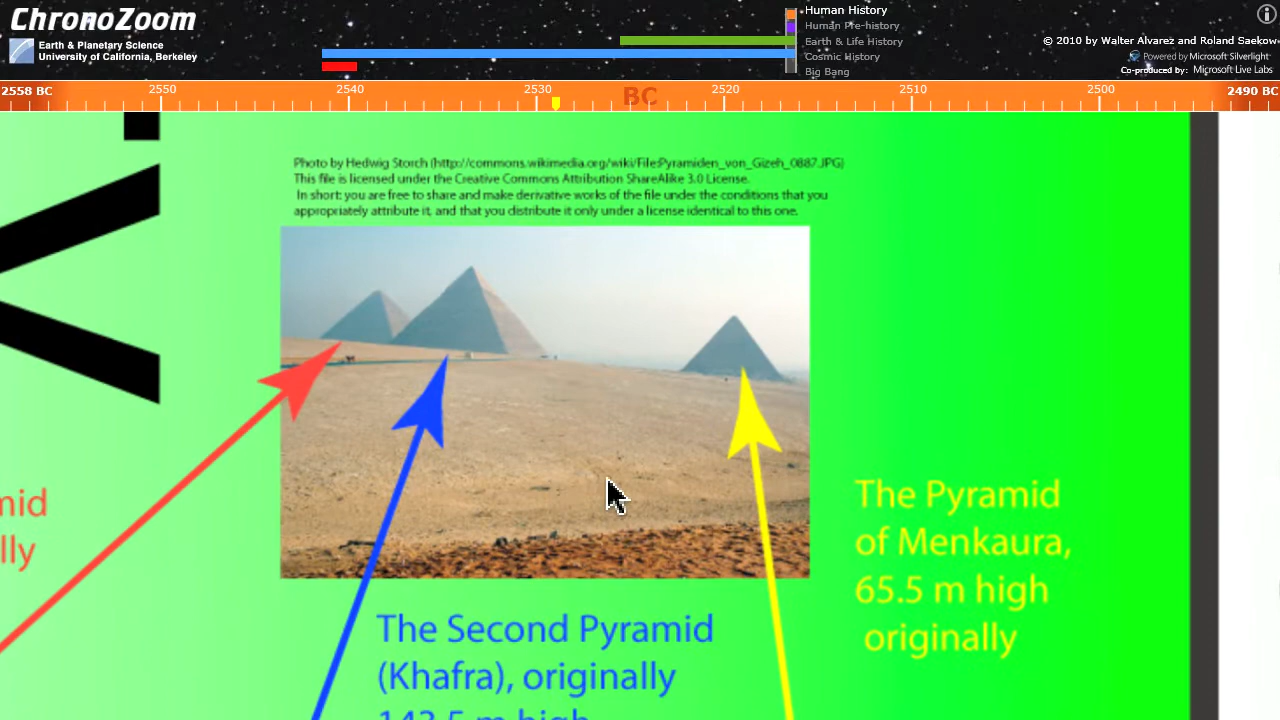 ChronoZoom
Earth & Planetary Science
University of California, Berkeley
Human History
Human Pre-history
Earth & Life History
Cosmic History
Big Bang
© 2010 by Walter Alvarez and Roland Saekow
Powered by Microsoft Silverlight
Co-produced by: Microsoft Live Labs
2558 BC 2550 2540 2530 BC 2520 2510 2500 2490 BC
Photo by Hedwig Storch (http://commons.wikimedia.org/wiki/File:Pyramiden_von_Gizeh_0887.JPG)
This file is licensed under the Creative Commons Attribution ShareAlike 3.0 License.
In short: you are free to share and make derivative works of the file under the conditions that you
appropriately attribute it, and that you distribute it only under a license identical to this one.
The Pyramid
of Menkaura,
65.5 m high
originally
The Second Pyramid
(Khafra), originally
143.5 m high